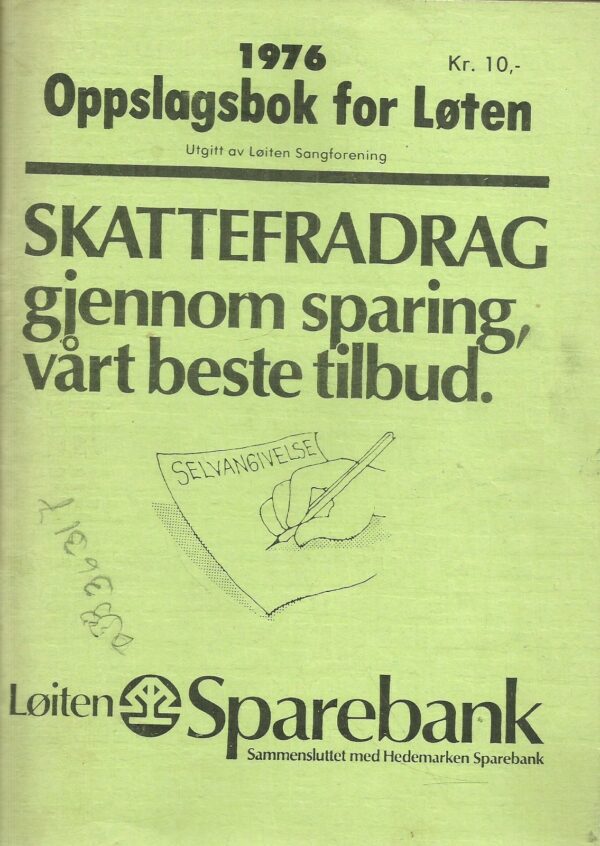 1976
Kr. 10,-
Oppslagsbok for Løten
Utgitt av Løiten Sangforening
SKATTEFRADRAG
gjennom sparing,
vårt beste tilbud.
SELVANGIVELSE
Løiten Sparebank
Sammensluttet med Hedemarken Sparebank